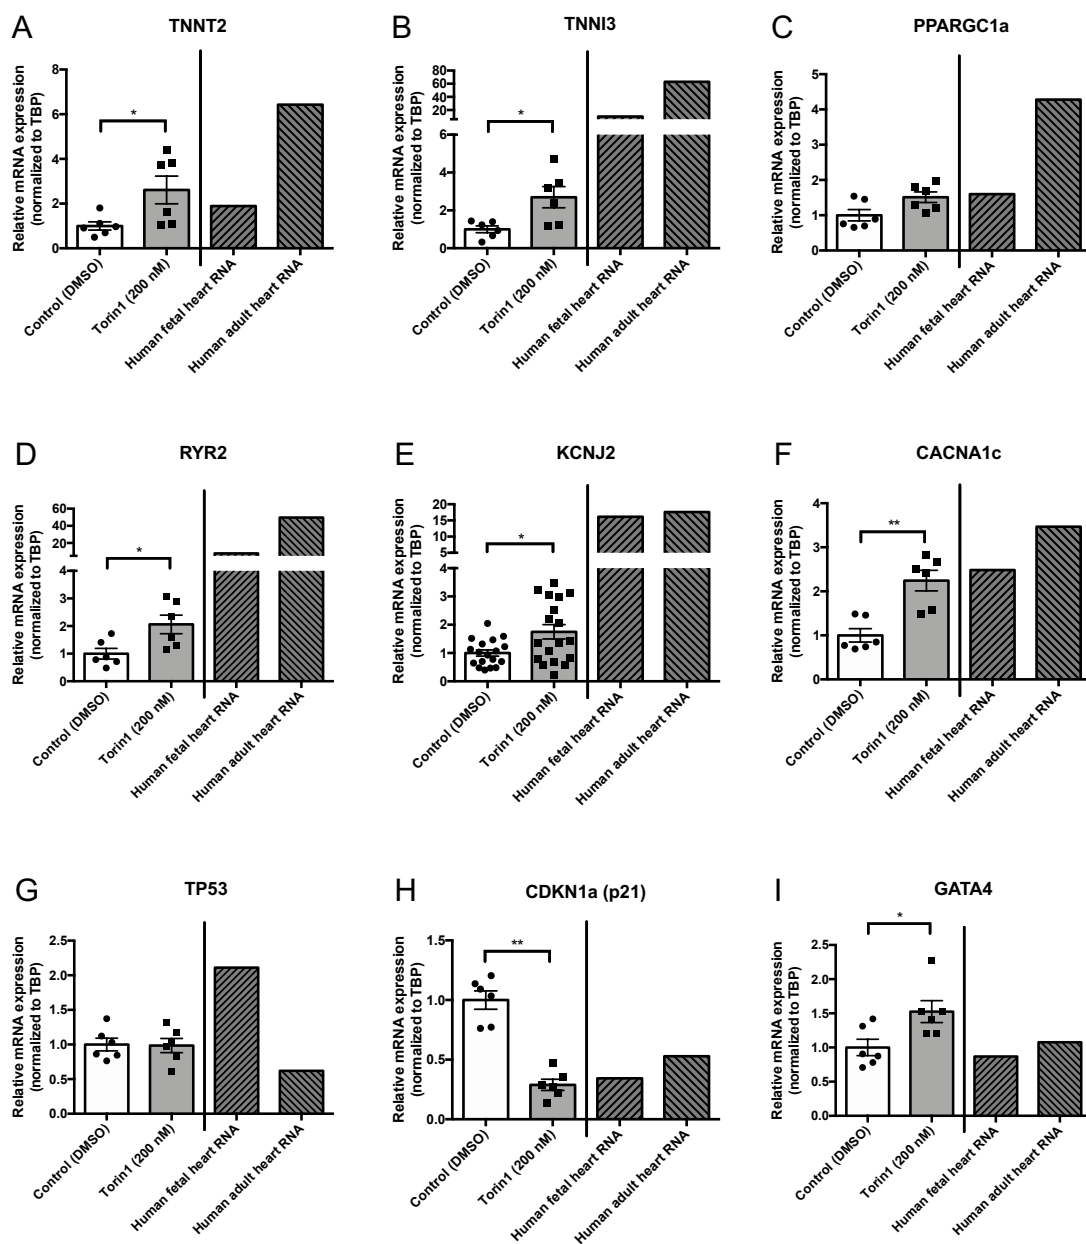 A
TNNT2
Relative mRNA expression
(normalized to TBP)
8
6
4
2
0
*
Control (DMSO)
Torin1 (200 nM)
Human fetal heart RNA
Human adult heart RNA
B
TNNI3
Relative mRNA expression
(normalized to TBP)
80
60
40
20
6
4
2
0
*
Control (DMSO)
Torin1 (200 nM)
Human fetal heart RNA
Human adult heart RNA
C
PPARGC1a
Relative mRNA expression
(normalized to TBP)
5
4
3
2
1
0
Control (DMSO)
Torin1 (200 nM)
Human fetal heart RNA
Human adult heart RNA
D
RYR2
Relative mRNA expression
(normalized to TBP)
60
40
20
4
3
2
1
0
*
Control (DMSO)
Torin1 (200 nM)
Human fetal heart RNA
Human adult heart RNA
E
KCNJ2
Relative mRNA expression
(normalized to TBP)
20
15
10
5
4
3
2
1
0
*
Control (DMSO)
Torin1 (200 nM)
Human fetal heart RNA
Human adult heart RNA
F
CACNA1c
Relative mRNA expression
(normalized to TBP)
4
3
2
1
0
**
Control (DMSO)
Torin1 (200 nM)
Human fetal heart RNA
Human adult heart RNA
G
TP53
Relative mRNA expression
(normalized to TBP)
2.5
2.0
1.5
1.0
0.5
0.0
Control (DMSO)
Torin1 (200 nM)
Human fetal heart RNA
Human adult heart RNA
H
CDKN1a (p21)
Relative mRNA expression
(normalized to TBP)
1.5
1.0
0.5
0.0
**
Control (DMSO)
Torin1 (200 nM)
Human fetal heart RNA
Human adult heart RNA
I
GATA4
Relative mRNA expression
(normalized to TBP)
2.5
2.0
1.5
1.0
0.5
0.0
*
Control (DMSO)
Torin1 (200 nM)
Human fetal heart RNA
Human adult heart RNA